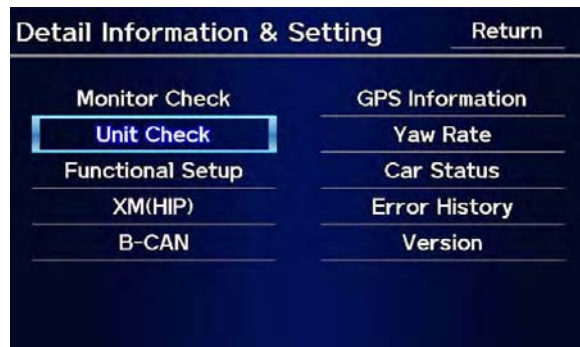 Detail Information & Setting
Return
Monitor Check
GPS Information
Unit Check
Yaw Rate
Functional Setup
Car Status
XM(HIP)
Error History
B-CAN
Version